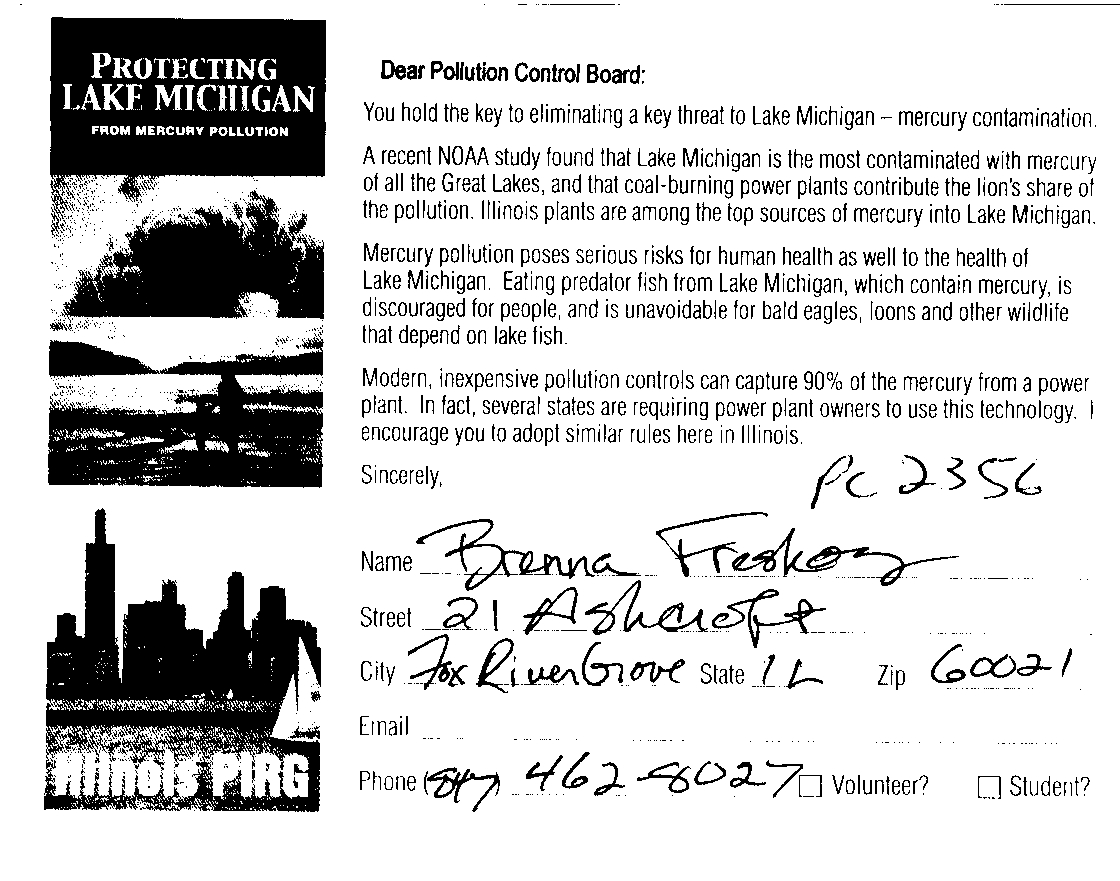 PROTECTING
LAKE MICHIGAN
FROM MERCURY POLLUTION
Illinois PIRG
Dear Pollution Control Board:
You hold the key to eliminating a key threat to Lake Michigan – mercury contamination.
A recent NOAA study found that Lake Michigan is the most contaminated with mercury
of all the Great Lakes, and that coal-burning power plants contribute the lion's share of
the pollution. Illinois plants are among the top sources of mercury into Lake Michigan.
Mercury pollution poses serious risks for human health as well to the health of
Lake Michigan. Eating predator fish from Lake Michigan, which contain mercury, is
discouraged for people, and is unavoidable for bald eagles, loons and other wildlife
that depend on lake fish.
Modern, inexpensive pollution controls can capture 90% of the mercury from a power
plant. In fact, several states are requiring power plant owners to use this technology. I
encourage you to adopt similar rules here in Illinois.
Sincerely,
PC 2356
Name Brenna
Street 21 Ashcroft
City Fox River Grove State IL Zip 60021
Email
Phone (847) 462-8027 Volunteer? Student?